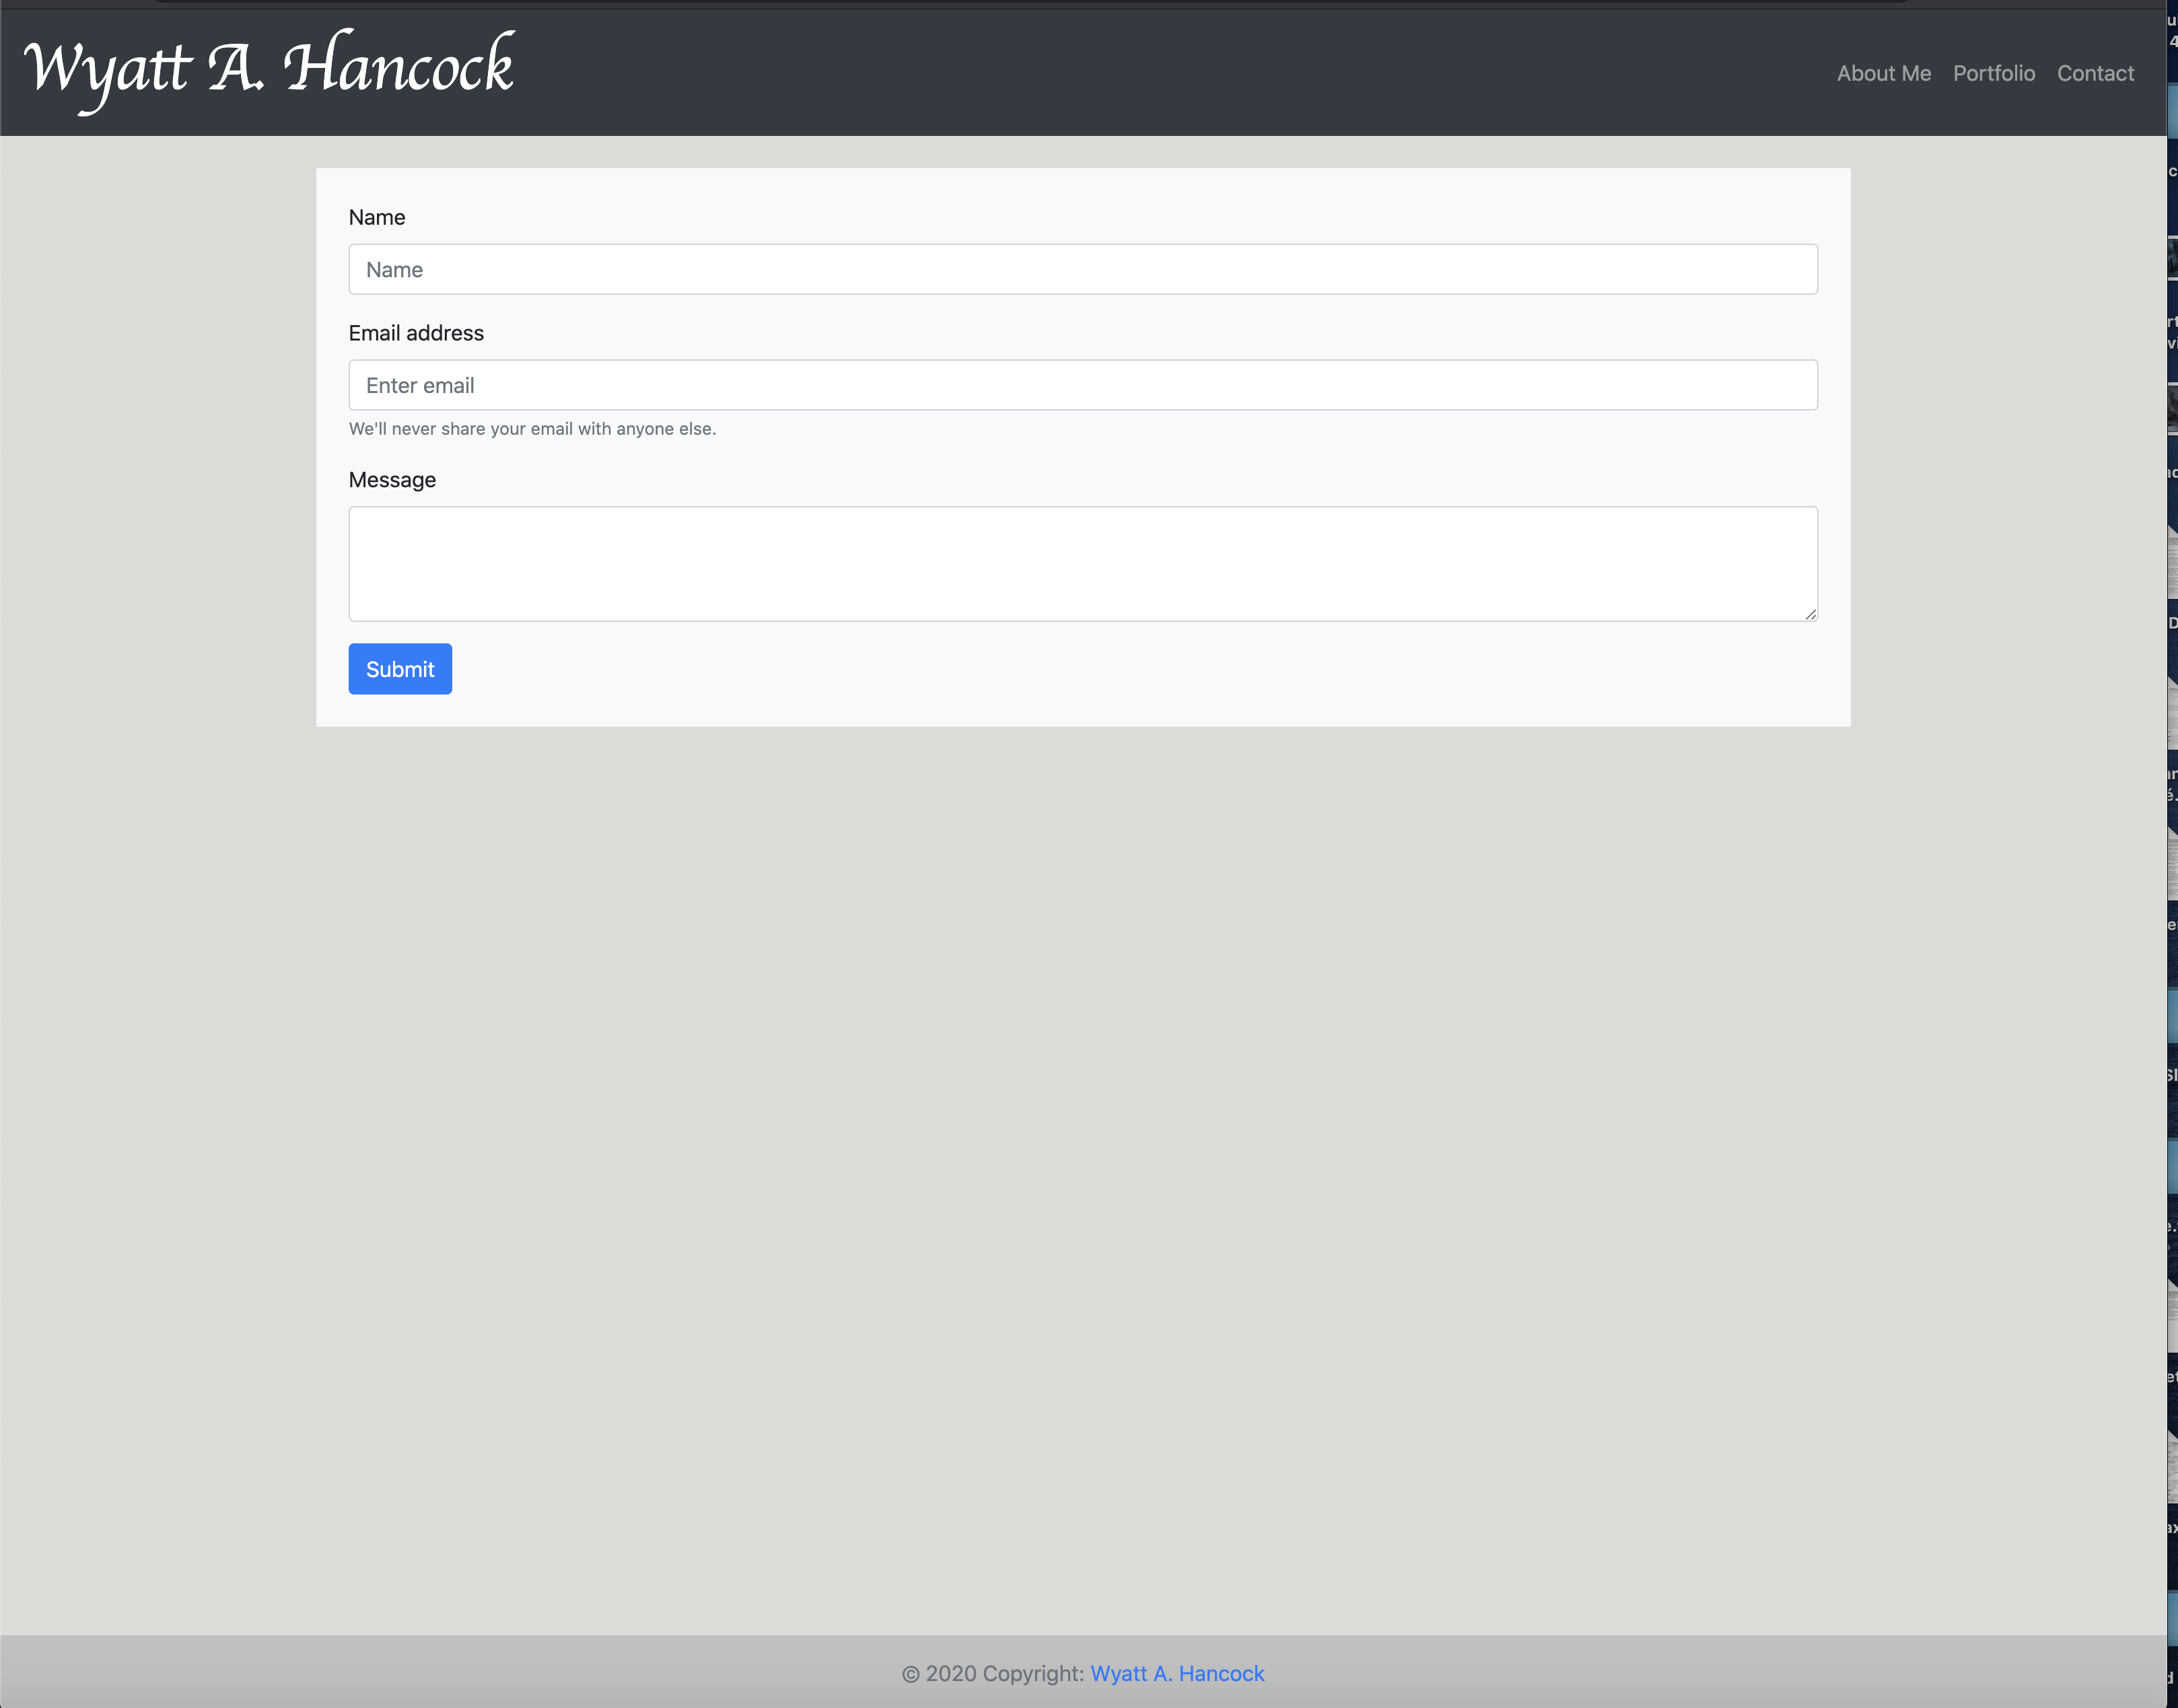 Wyatt A. Hancock
About Me Portfolio Contact
Name
Name
Email address
Enter email
We'll never share your email with anyone else.
Message
Submit
© 2020 Copyright: Wyatt A. Hancock